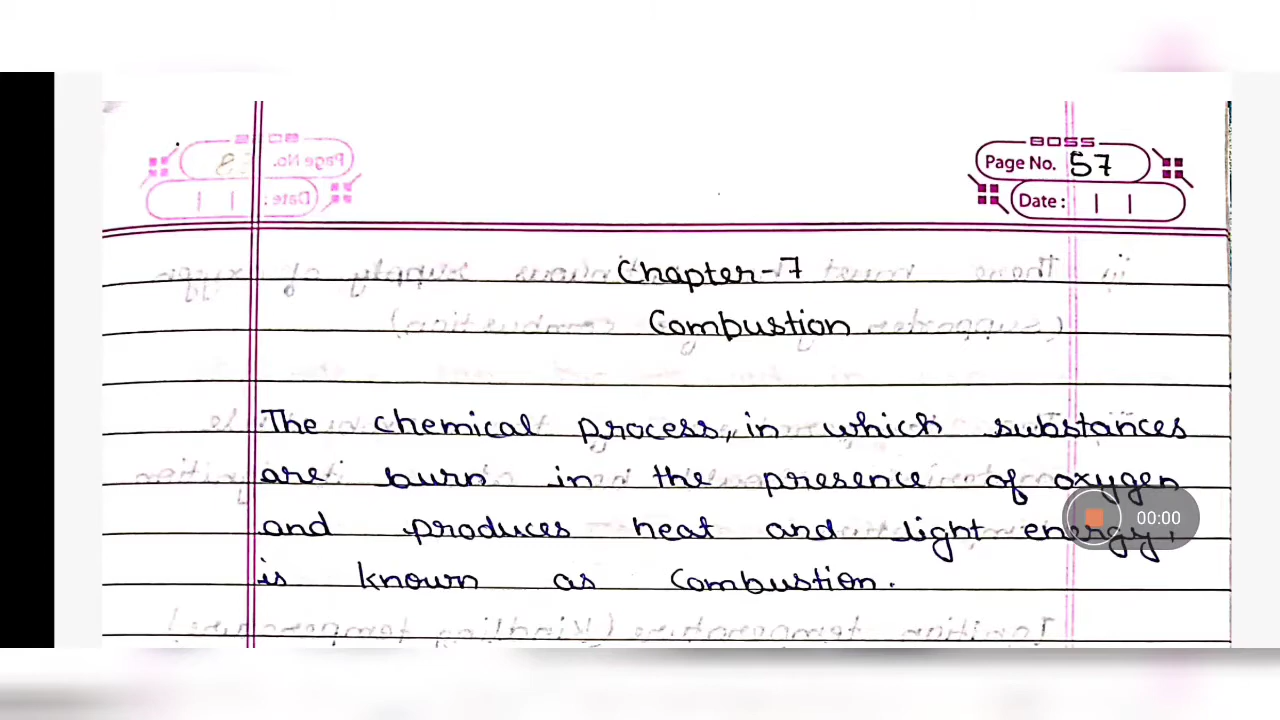 BOSS
Page No. 57
Date :
Chapter-7
Combustion
The chemical process, in which substances
are burn in the presence of oxygen
and produces heat and light energy,
is known as combustion.
00:00